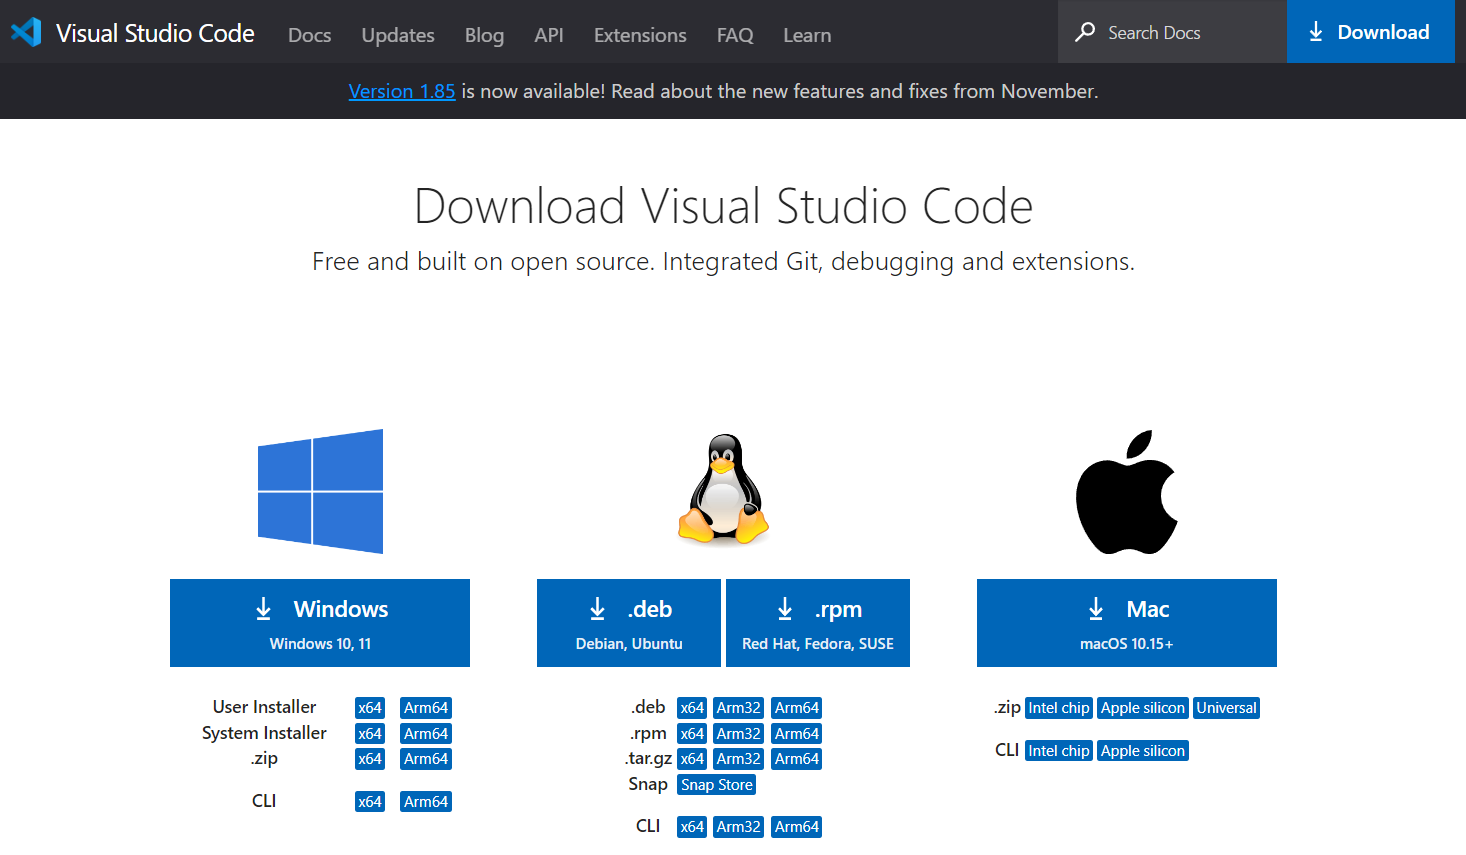 Visual Studio Code Docs Updates Blog API Extensions FAQ Learn Search Docs Download
Version 1.85 is now available! Read about the new features and fixes from November.
Download Visual Studio Code
Free and built on open source. Integrated Git, debugging and extensions.
Windows
Windows 10, 11
User Installer x64 Arm64
System Installer x64 Arm64
.zip x64 Arm64
CLI x64 Arm64
.deb
Debian, Ubuntu
.rpm
Red Hat, Fedora, SUSE
.deb x64 Arm32 Arm64
.rpm x64 Arm32 Arm64
.tar.gz x64 Arm32 Arm64
Snap Snap Store
CLI x64 Arm32 Arm64
Mac
macOS 10.15+
.zip Intel chip Apple silicon Universal
CLI Intel chip Apple silicon